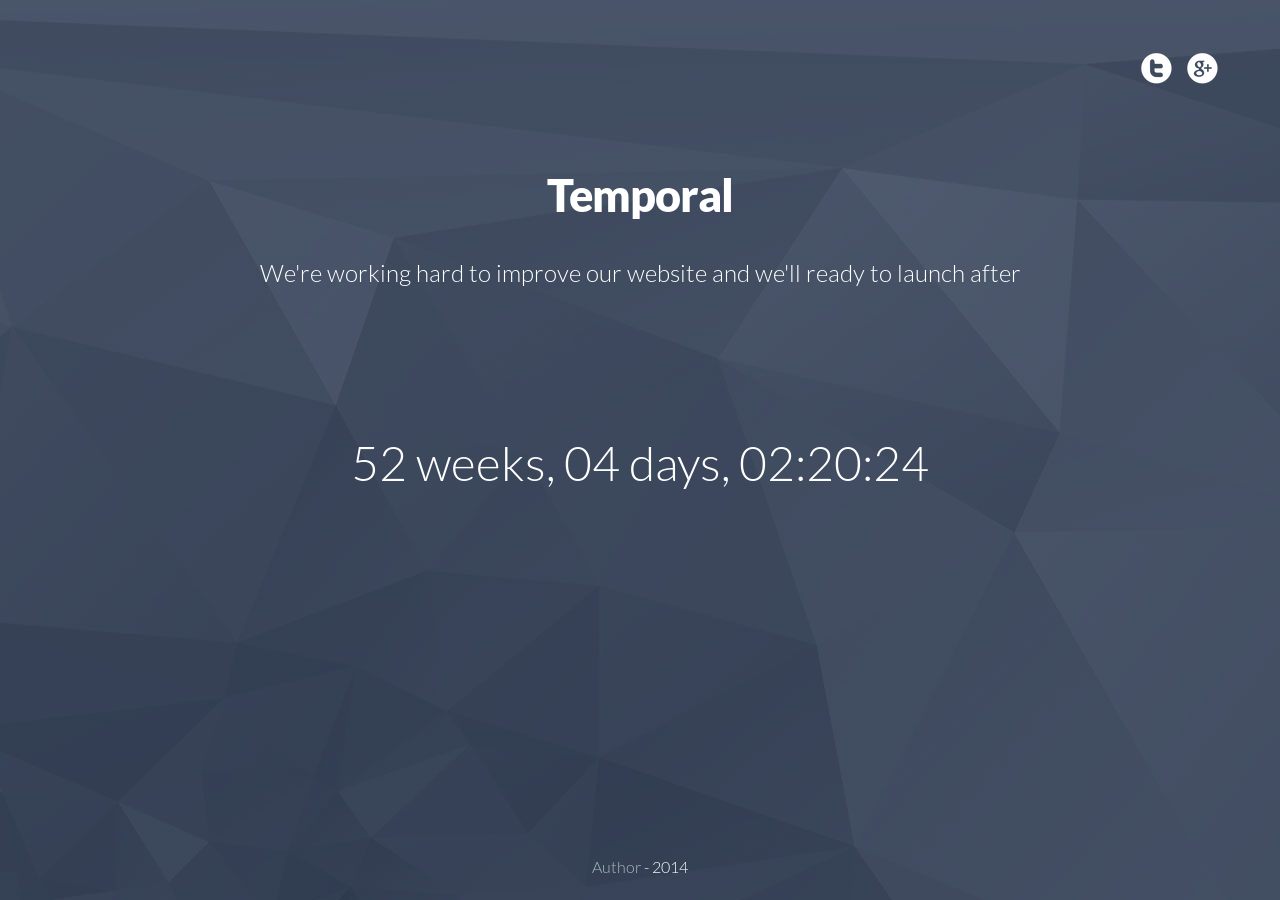 Temporal
We're working hard to improve our website and we'll ready to launch after
52 weeks, 04 days, 02:20:24
Author - 2014